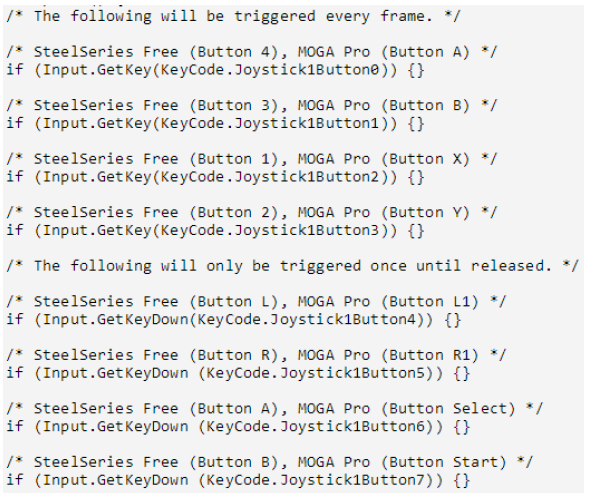 /* The following will be triggered every frame. */
/* SteelSeries Free (Button 4), MOGA Pro (Button A) */
if (Input.GetKey(KeyCode.Joystick1Button0)) {}
/* SteelSeries Free (Button 3), MOGA Pro (Button B) */
if (Input.GetKey(KeyCode.Joystick1Button1)) {}
/* SteelSeries Free (Button 1), MOGA Pro (Button X) */
if (Input.GetKey(KeyCode.Joystick1Button2)) {}
/* SteelSeries Free (Button 2), MOGA Pro (Button Y) */
if (Input.GetKey(KeyCode.Joystick1Button3)) {}
/* The following will only be triggered once until released. */
/* SteelSeries Free (Button L), MOGA Pro (Button L1) */
if (Input.GetKeyDown(KeyCode.Joystick1Button4)) {}
/* SteelSeries Free (Button R), MOGA Pro (Button R1) */
if (Input.GetKeyDown (KeyCode.Joystick1Button5)) {}
/* SteelSeries Free (Button A), MOGA Pro (Button Select) */
if (Input.GetKeyDown (KeyCode.Joystick1Button6)) {}
/* SteelSeries Free (Button B), MOGA Pro (Button Start) */
if (Input.GetKeyDown (KeyCode.Joystick1Button7)) {}